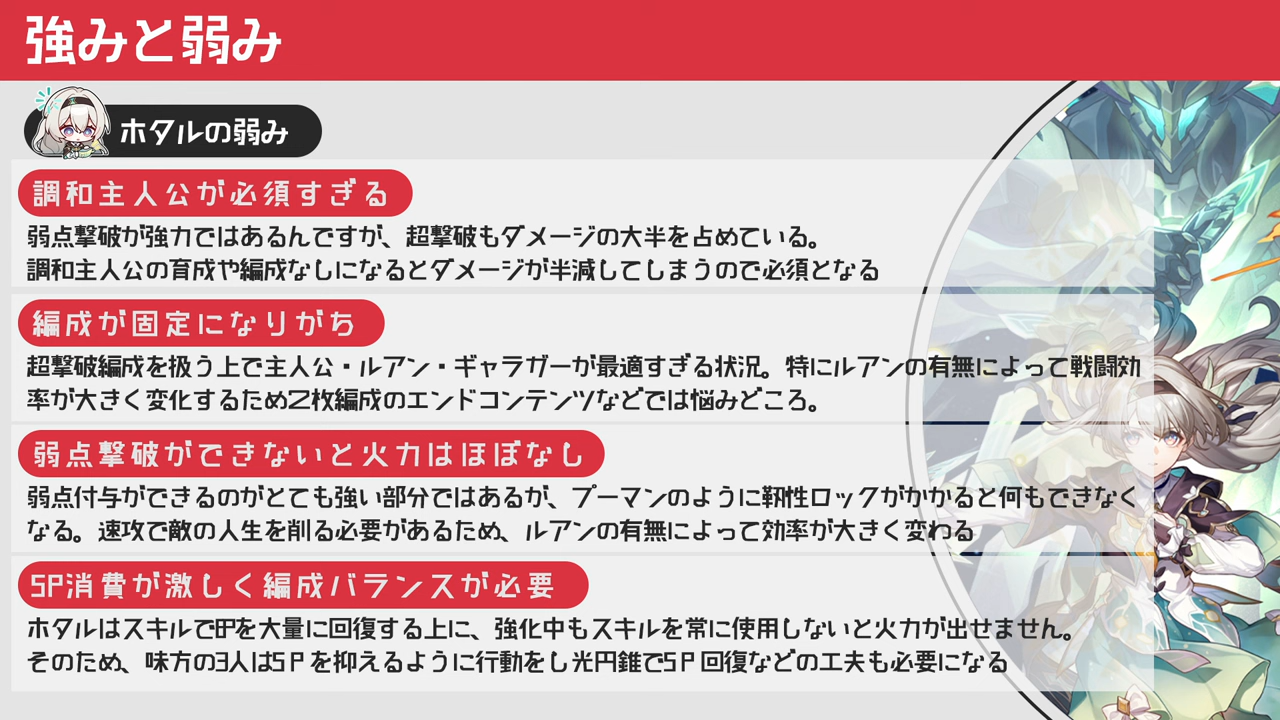 強みと弱み
ホタルの弱み
調和主人公が必須すぎる
弱点撃破が強力ではあるんですが、超撃破もダメージの大半を占めている。
調和主人公の育成や編成なしになるとダメージが半減してしまうので必須となる
編成が固定になりがち
超撃破編成を扱う上で主人公・ルアン・ギャラガーが最適すぎる状況。特にルアンの有無によって戦闘効
率が大きく変化するため2枚編成のエンドコンテンツなどでは悩みどころ。
弱点撃破ができないと火力はほぼなし
弱点付与ができるのがとても強い部分ではあるが、プーマンのように靭性ロックがかかると何もできなく
なる。速攻で敵の人生を削る必要があるため、ルアンの有無によって効率が大きく変わる
SP消費が激しく編成バランスが必要
ホタルはスキルでEPを大量に回復する上に、強化中もスキルを常に使用しないと火力が出せません。
そのため、味方の3人はSPを抑えるように行動をし光円錐でSP回復などの工夫も必要になる